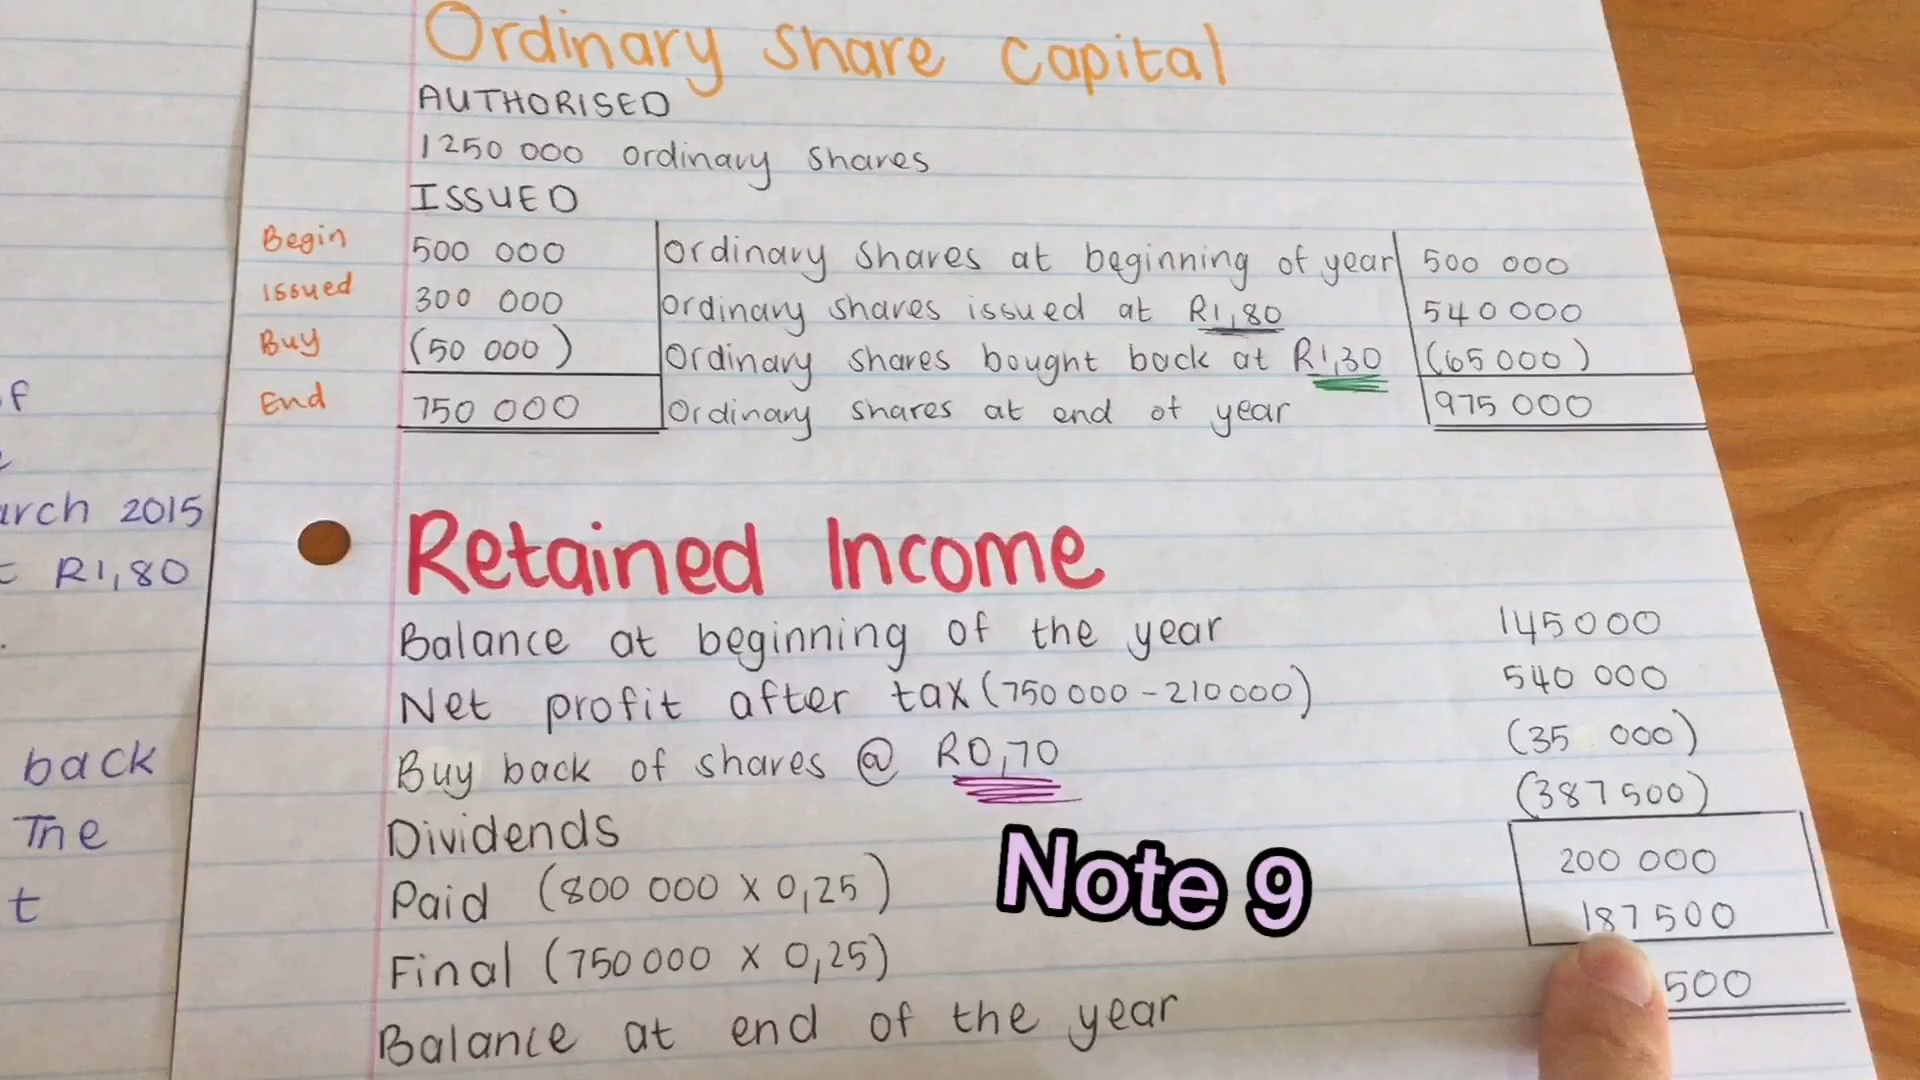 Ordinary Share Capital
AUTHORISED
1250 000 ordinary shares
ISSUED
Begin 500 000 Ordinary shares at beginning of year 500 000
Issued 300 000 Ordinary shares issued at R1,80 540 000
Buy (50 000) Ordinary shares bought back at R1,30 (65 000)
End 750 000 Ordinary shares at end of year 975 000
Retained Income
Balance at beginning of the year 145 000
Net profit after tax (750 000 - 210 000) 540 000
Buy back of shares @ R0,70 (35 000)
Dividends (387 500)
Paid (800 000 x 0,25) 200 000
Final (750 000 x 0,25) 187 500
Balance at end of the year 500
Note 9
f
arch 2015
R1,80
back
The
t